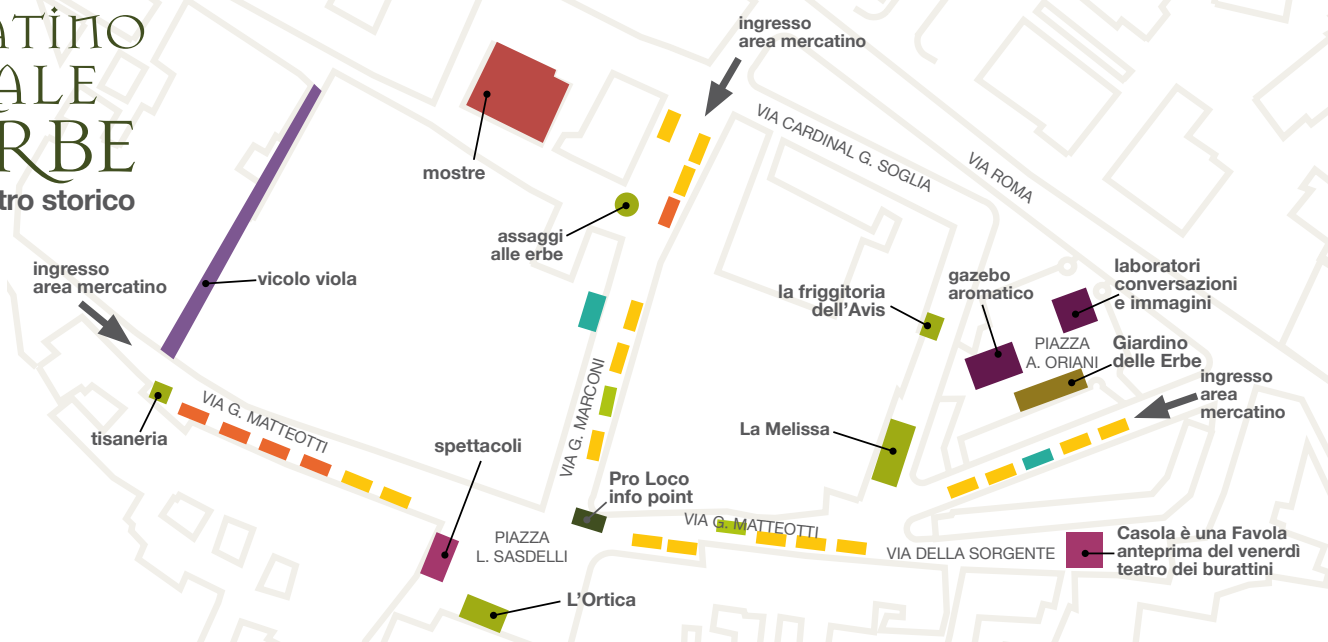 ATINO
ALE
RBE
tro storico
ingresso
area mercatino
mostre
VIA CARDINAL G. SOGLIA
VIA ROMA
assaggi
alle erbe
ingresso
area mercatino
vicolo viola
la friggitoria
dell'Avis
gazebo
aromatico
laboratori
conversazioni
e immagini
PIAZZA
A. ORIANI
Giardino
delle Erbe
ingresso
area
mercatino
VIA G. MARCONI
VIA G. MATTEOTTI
tisaneria
spettacoli
La Melissa
Pro Loco
info point
VIA G. MATTEOTTI
PIAZZA
L. SASDELLI
VIA DELLA SORGENTE
Casola è una Favola
anteprima del venerdì
teatro dei burattini
L'Ortica